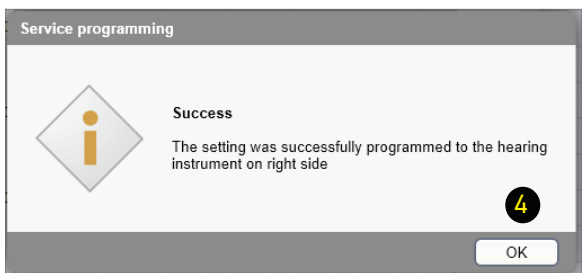 Service programming
Success
The setting was successfully programmed to the hearing
instrument on right side
4
OK